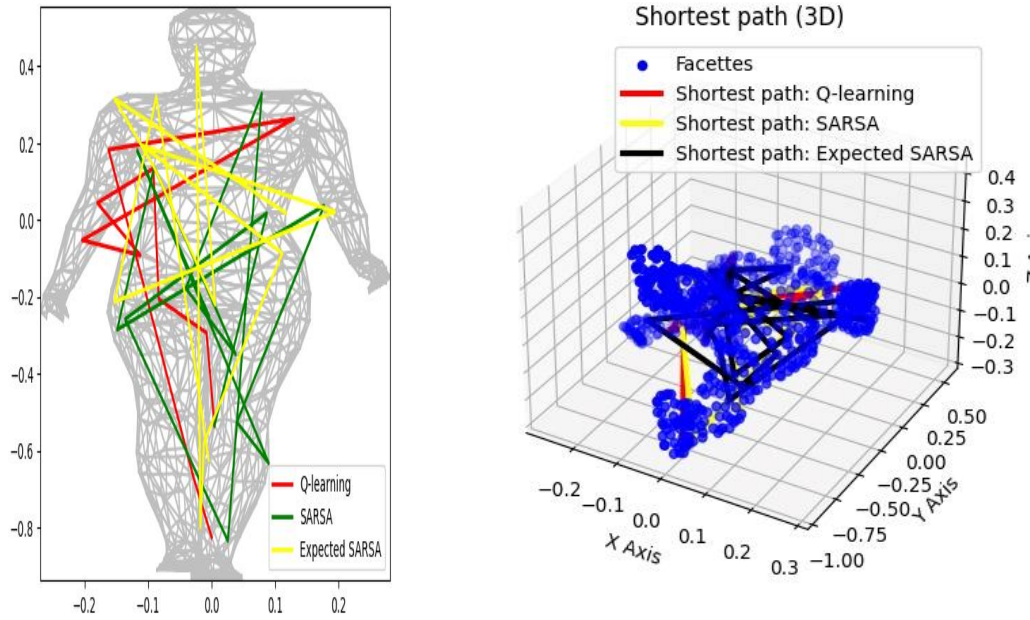 0.4
0.2
0.0
−0.2
−0.4
−0.6
−0.8
−0.2 −0.1 0.0 0.1 0.2
Q-learning
SARSA
Expected SARSA
Shortest path (3D)
Facettes
Shortest path: Q-learning
Shortest path: SARSA
Shortest path: Expected SARSA
0.4
0.3
0.2
0.1
0.0
−0.1
−0.2
−0.3
0.50
0.25
0.00
−0.25
−0.50
−0.75
−1.00
Y Axis
−0.2
−0.1
0.0
0.1
0.2
0.3
X Axis